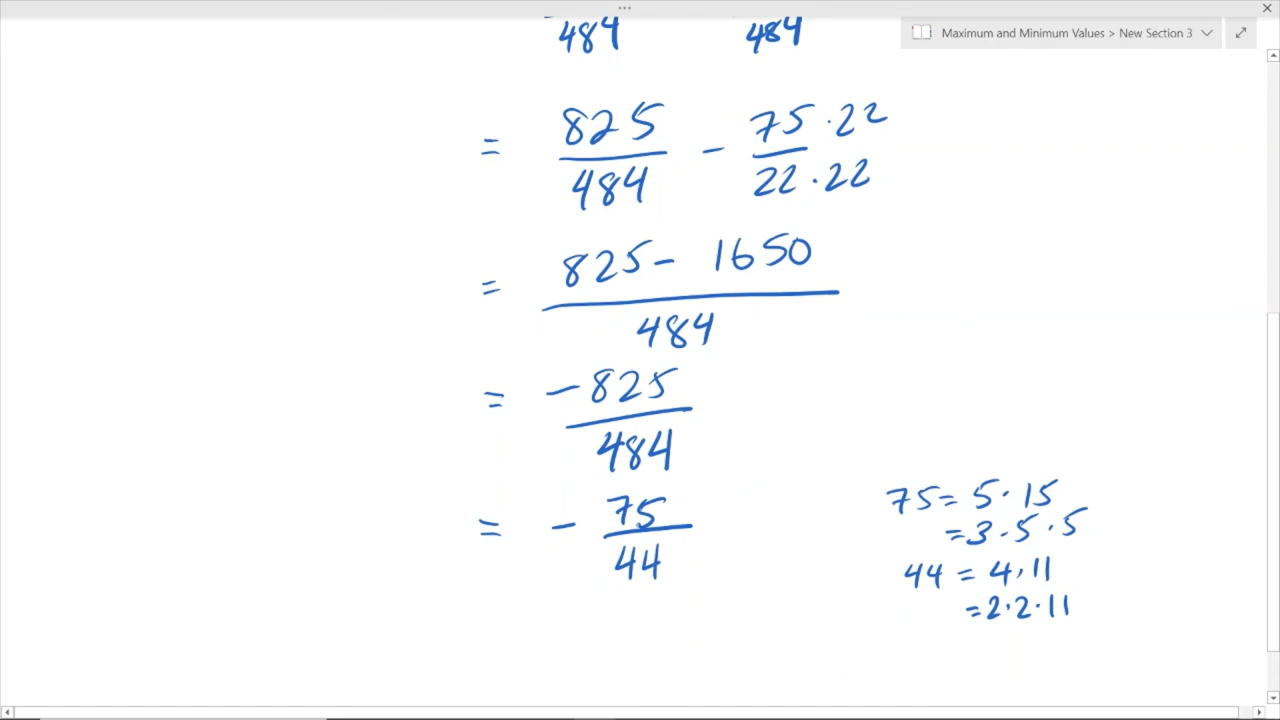 ...
Maximum and Minimum Values > New Section 3
484 484
= 825/484 - 75·22/22·22
= 825 - 1650/484
= -825/484
= - 75/44
75 = 5·15
= 3·5·5
44 = 4·11
= 2·2·11